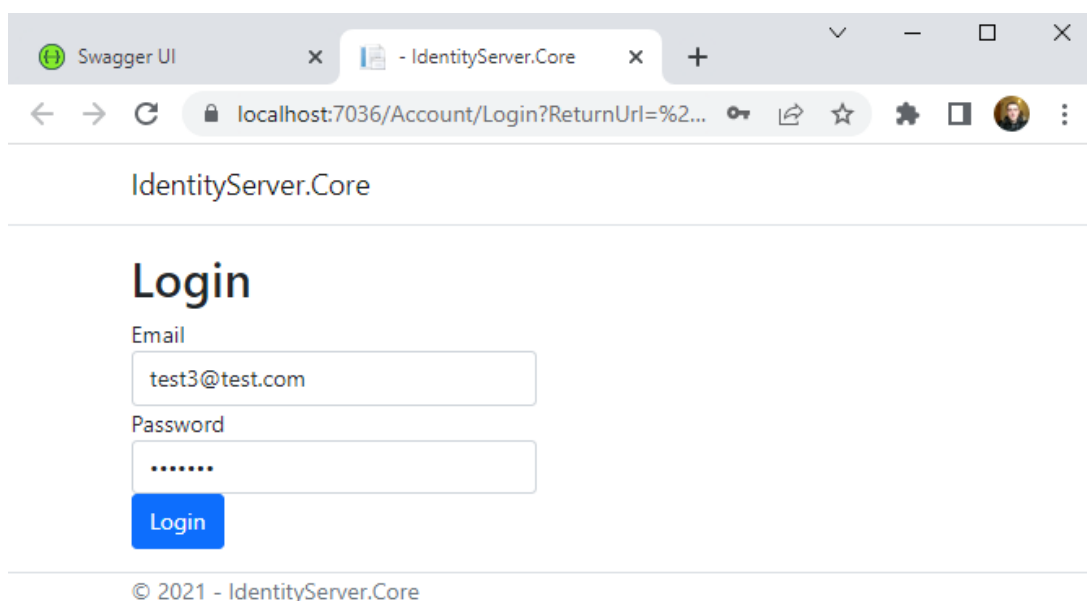 Swagger UI
- IdentityServer.Core
localhost:7036/Account/Login?ReturnUrl=%2...
IdentityServer.Core
Login
Email
test3@test.com
Password
•••••••
Login
© 2021 - IdentityServer.Core